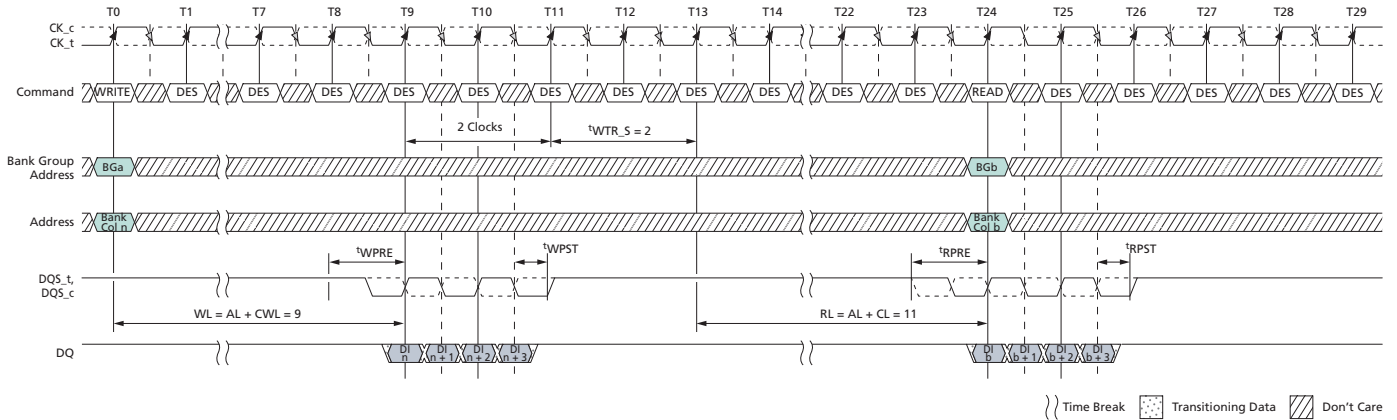 T0 T1 T7 T8 T9 T10 T11 T12 T13 T14 T22 T23 T24 T25 T26 T27 T28 T29
CK_c
CK_t
Command WRITE DES DES DES DES DES DES DES DES DES DES DES READ DES DES DES DES DES
2 Clocks tWTR_S = 2
Bank Group
Address BGa BGb
Address Bank
Col n Bank
Col b
tWPRE tWPST tRPRE tRPST
DQS_t,
DQS_c
WL = AL + CWL = 9 RL = AL + CL = 11
DQ DI
n DI
n + 1 DI
n + 2 DI
n + 3 DI
b DI
b + 1 DI
b + 2 DI
b + 3
Time Break Transitioning Data Don't Care